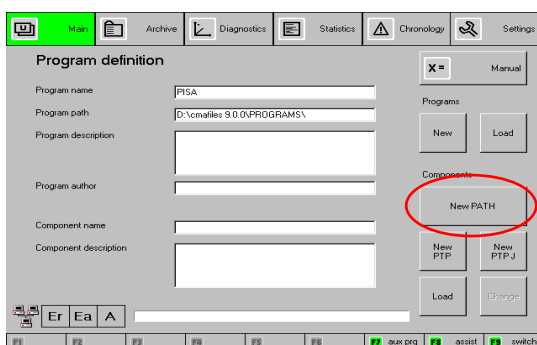 Main Archive Diagnostics Statistics Chronology Settings
Program definition
X = Manual
Program name PISA
Programs
Program path D:\cmafiles 9.0.0\PROGRAMS\
New Load
Program description
Components
Program author
New PATH
Component name
Component description
New PTP New PTP J
Load Change
Er Ea A
F1 F2 F3 F4 F5 F6 F7 aux prg F8 assist F9 switch